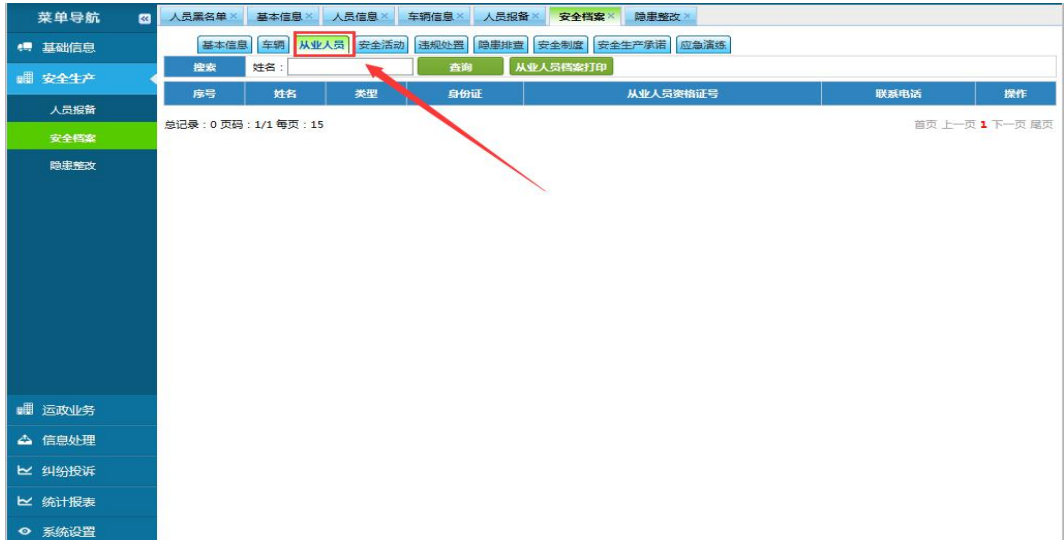 菜单导航
人员黑名单 基本信息 人员信息 车辆信息 人员报备 安全档案 隐患整改
基础信息
基本信息 车辆 从业人员 安全活动 违规处置 隐患排查 安全制度 安全生产承诺 应急演练
搜索 姓名： 查询 从业人员档案打印
安全生产
序号 姓名 类型 身份证 从业人员资格证号 联系电话 操作
人员报备
总记录：0 页码：1/1 每页：15 首页 上一页 1 下一页 尾页
安全档案
隐患整改
运政业务
信息处理
纠纷投诉
统计报表
系统设置